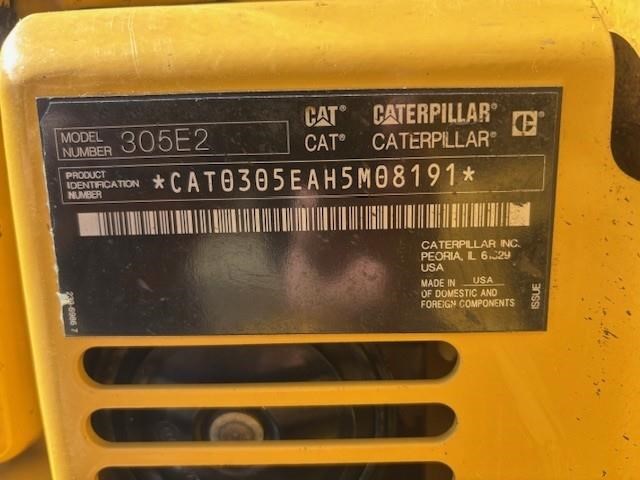 CAT® CATERPILLAR®
CAT® CATERPILLAR®
MODEL NUMBER 305E2
PRODUCT IDENTIFICATION NUMBER *CAT0305EAH5M08191*
CATERPILLAR INC.
PEORIA, IL
USA
MADE IN USA
OF DOMESTIC AND
FOREIGN COMPONENTS
ISSUE